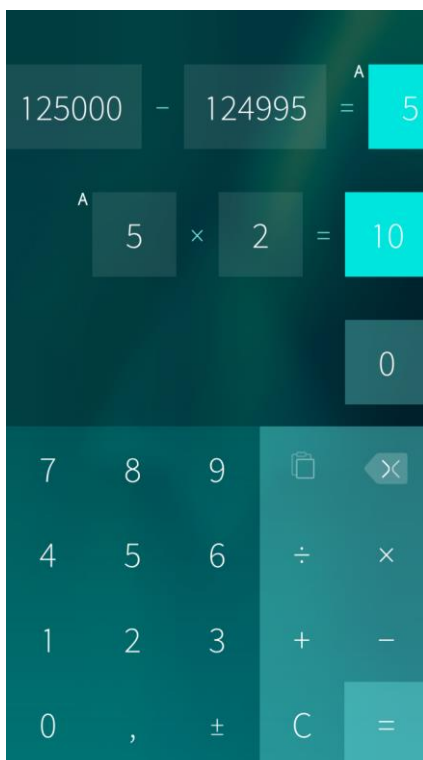 125000 - 124995 = A 5
A 5 × 2 = 10
0
7 8 9
4 5 6 ÷ ×
1 2 3 + −
0 , ± C =